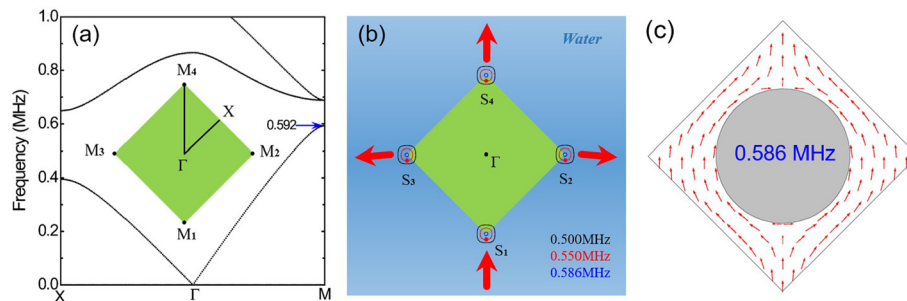 (a)
Frequency (MHz)
1.0
0.8
0.6
0.4
0.2
0.0
X
Γ
M
M4
X
M3
Γ
M2
M1
0.592
(b)
Water
S4
S3
Γ
S2
S1
0.500MHz
0.550MHz
0.586MHz
(c)
0.586 MHz